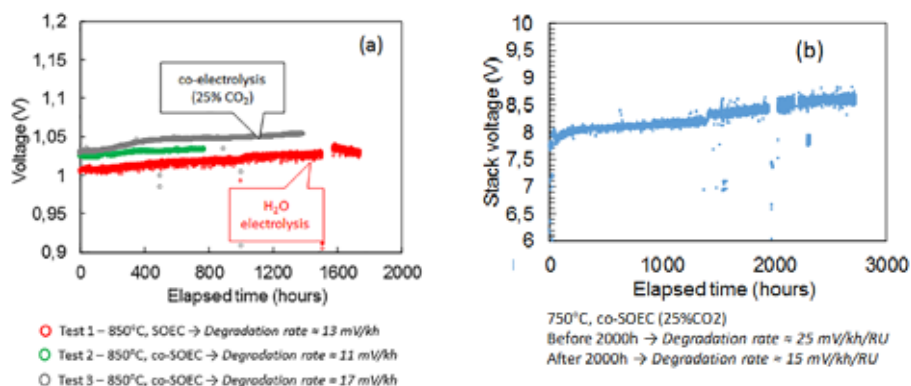 (a)
Voltage (V)
1,2
1,15
1,1
1,05
1
0,95
0,9
co-electrolysis
(25% CO₂)
H₂O
electrolysis
0
400
800
1200
1600
2000
Elapsed time (hours)
Test 1 – 850°C, SOEC → Degradation rate ≈ 13 mV/kh
Test 2 – 850°C, co-SOEC → Degradation rate ≈ 11 mV/kh
Test 3 – 850°C, co-SOEC → Degradation rate ≈ 17 mV/kh
(b)
Stack voltage (V)
10
9,5
9
8,5
8
7,5
7
6,5
6
0
1000
2000
3000
Elapsed time (hours)
750°C, co-SOEC (25%CO2)
Before 2000h → Degradation rate ≈ 25 mV/kh/RU
After 2000h → Degradation rate ≈ 15 mV/kh/RU